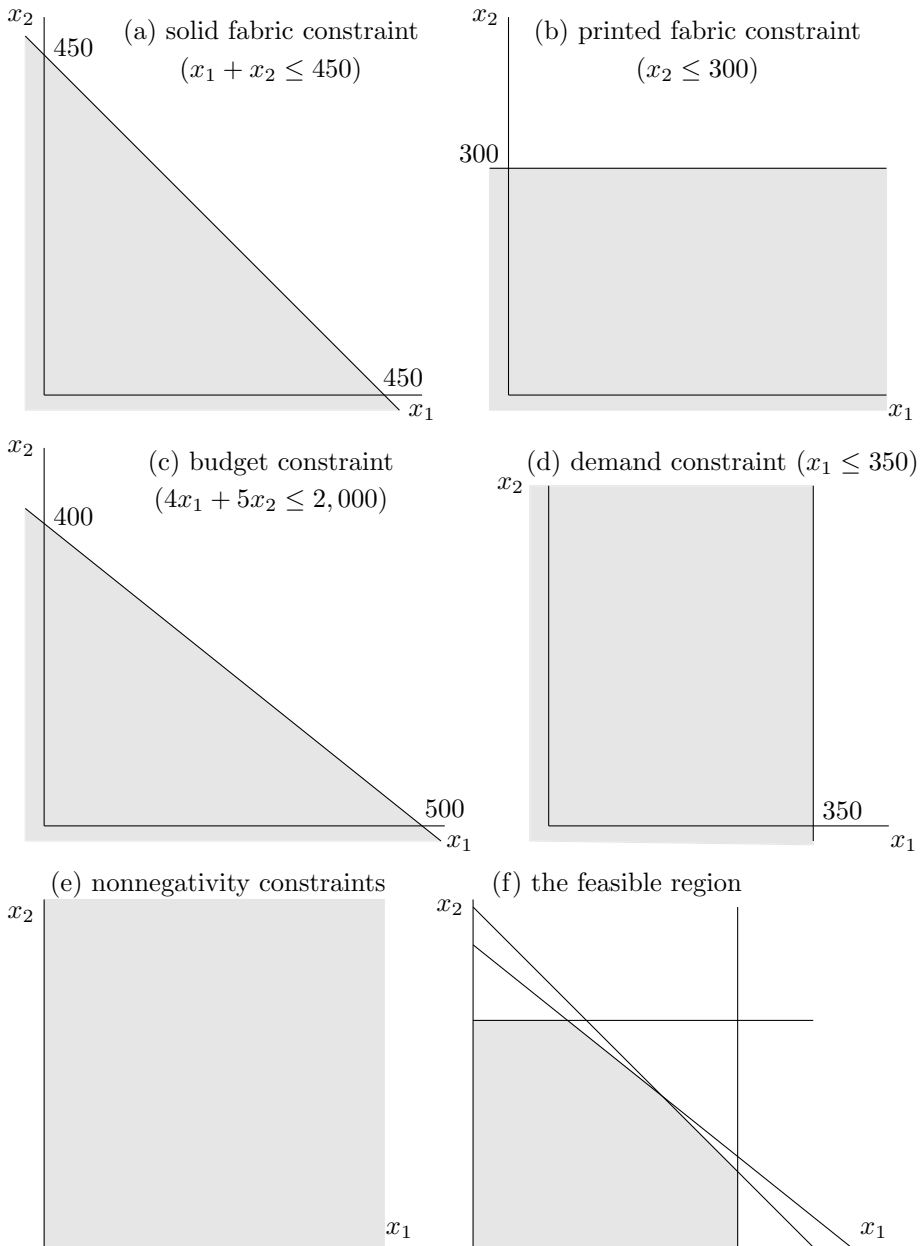 x₂
(a) solid fabric constraint
(x₁ + x₂ ≤ 450)
450
450
x₁
x₂
(b) printed fabric constraint
(x₂ ≤ 300)
300
x₁
x₂
(c) budget constraint
(4x₁ + 5x₂ ≤ 2,000)
400
500
x₁
(d) demand constraint (x₁ ≤ 350)
x₂
350
x₁
(e) nonnegativity constraints
x₂
x₁
(f) the feasible region
x₂
x₁